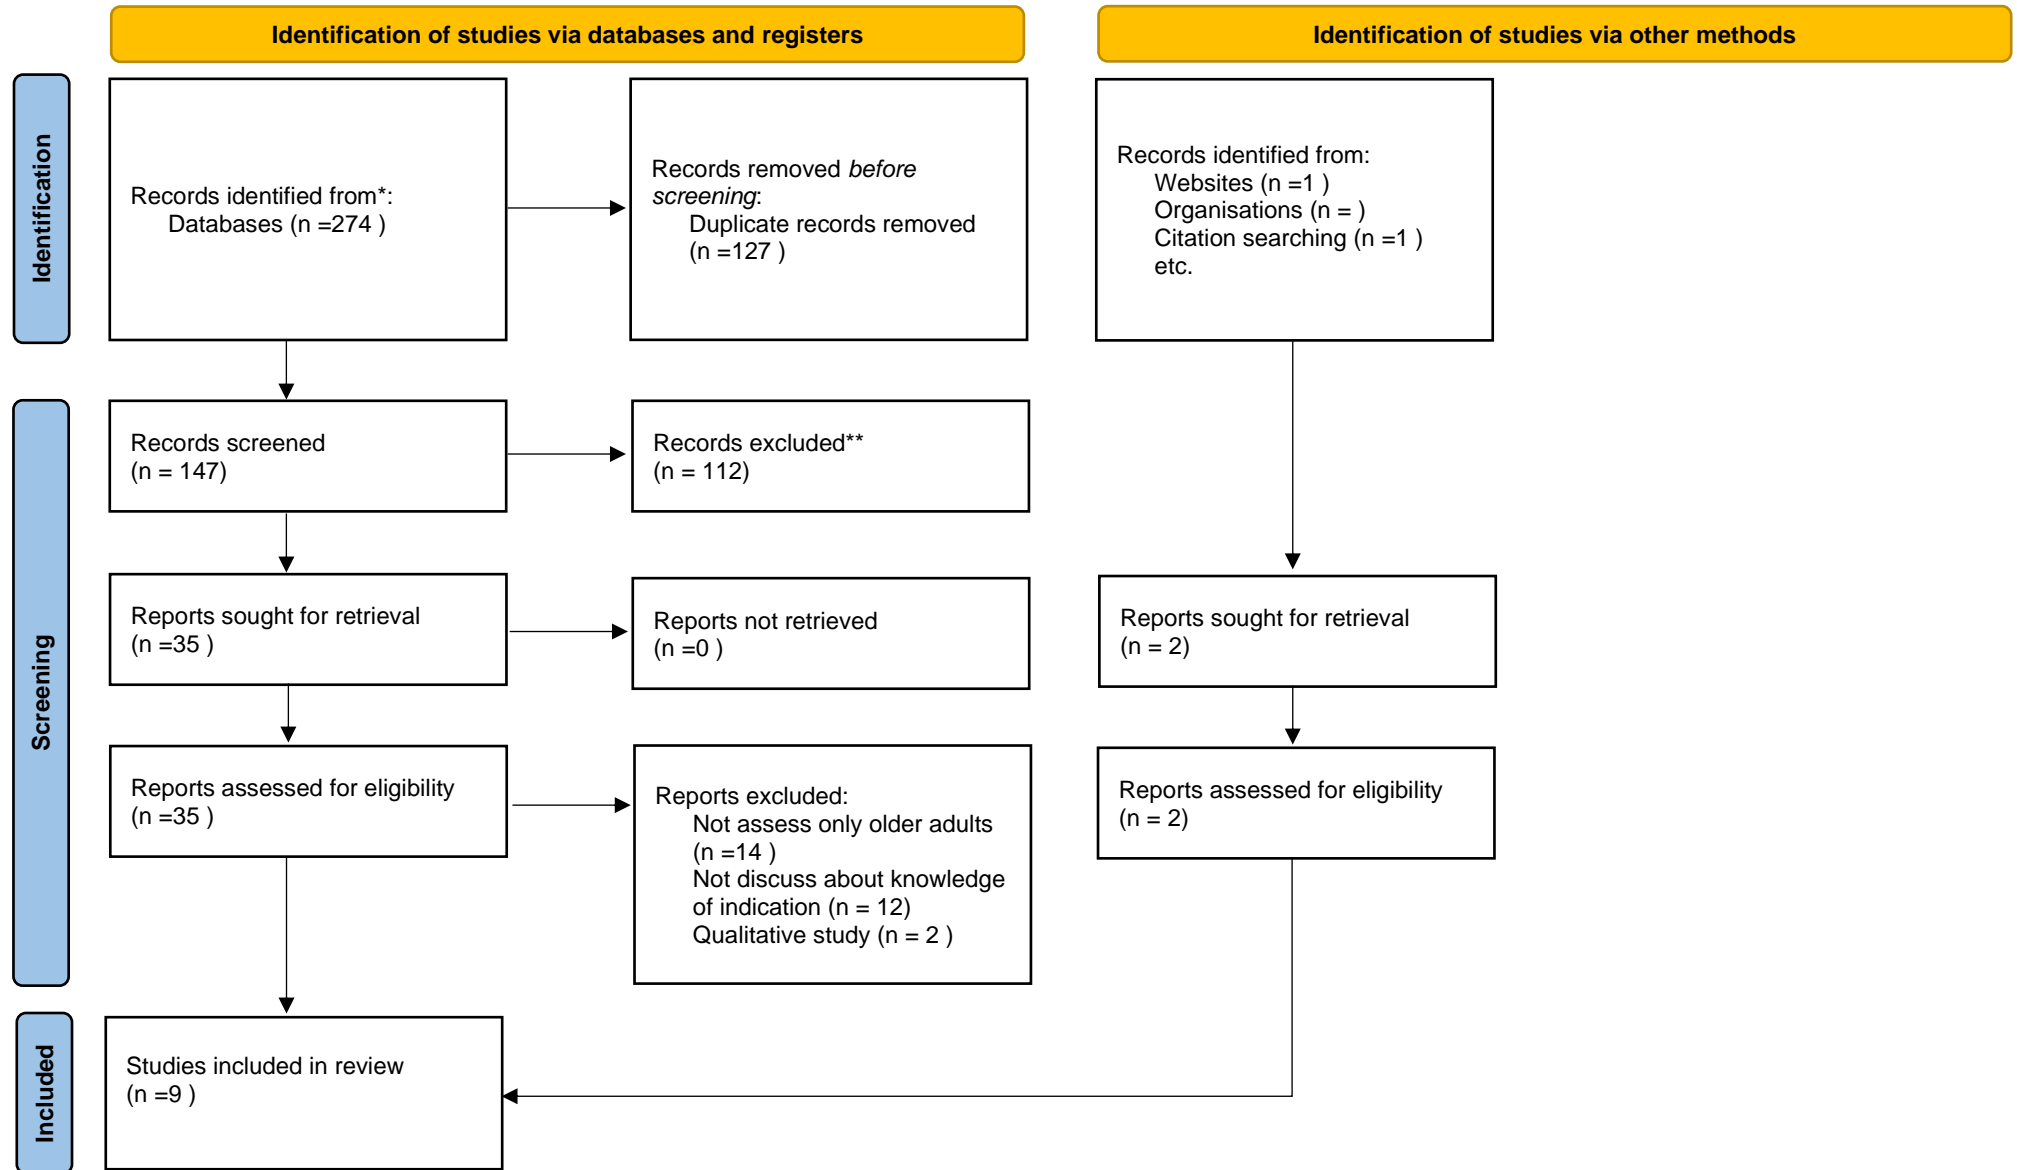 Identification of studies via databases and registers
Identification of studies via other methods
Identification
Records identified from*:
Databases (n =274 )
Records removed before
screening:
Duplicate records removed
(n =127 )
Records identified from:
Websites (n =1 )
Organisations (n = )
Citation searching (n =1 )
etc.
Screening
Records screened
(n = 147)
Records excluded**
(n = 112)
Reports sought for retrieval
(n =35 )
Reports not retrieved
(n =0 )
Reports sought for retrieval
(n = 2)
Reports assessed for eligibility
(n =35 )
Reports excluded:
Not assess only older adults
(n =14 )
Not discuss about knowledge
of indication (n = 12)
Qualitative study (n = 2 )
Reports assessed for eligibility
(n = 2)
Included
Studies included in review
(n =9 )